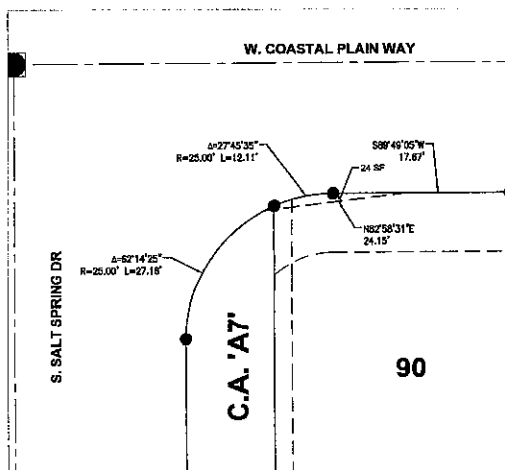 W. COASTAL PLAIN WAY
Δ=27°45'35"
R=25.00' L=12.11'
S89°49'05"W
17.67'
24 SF
N82°58'31"E
24.15'
Δ=62°14'25"
R=25.00' L=27.16'
S. SALT SPRING DR
C.A. 'A7'
90